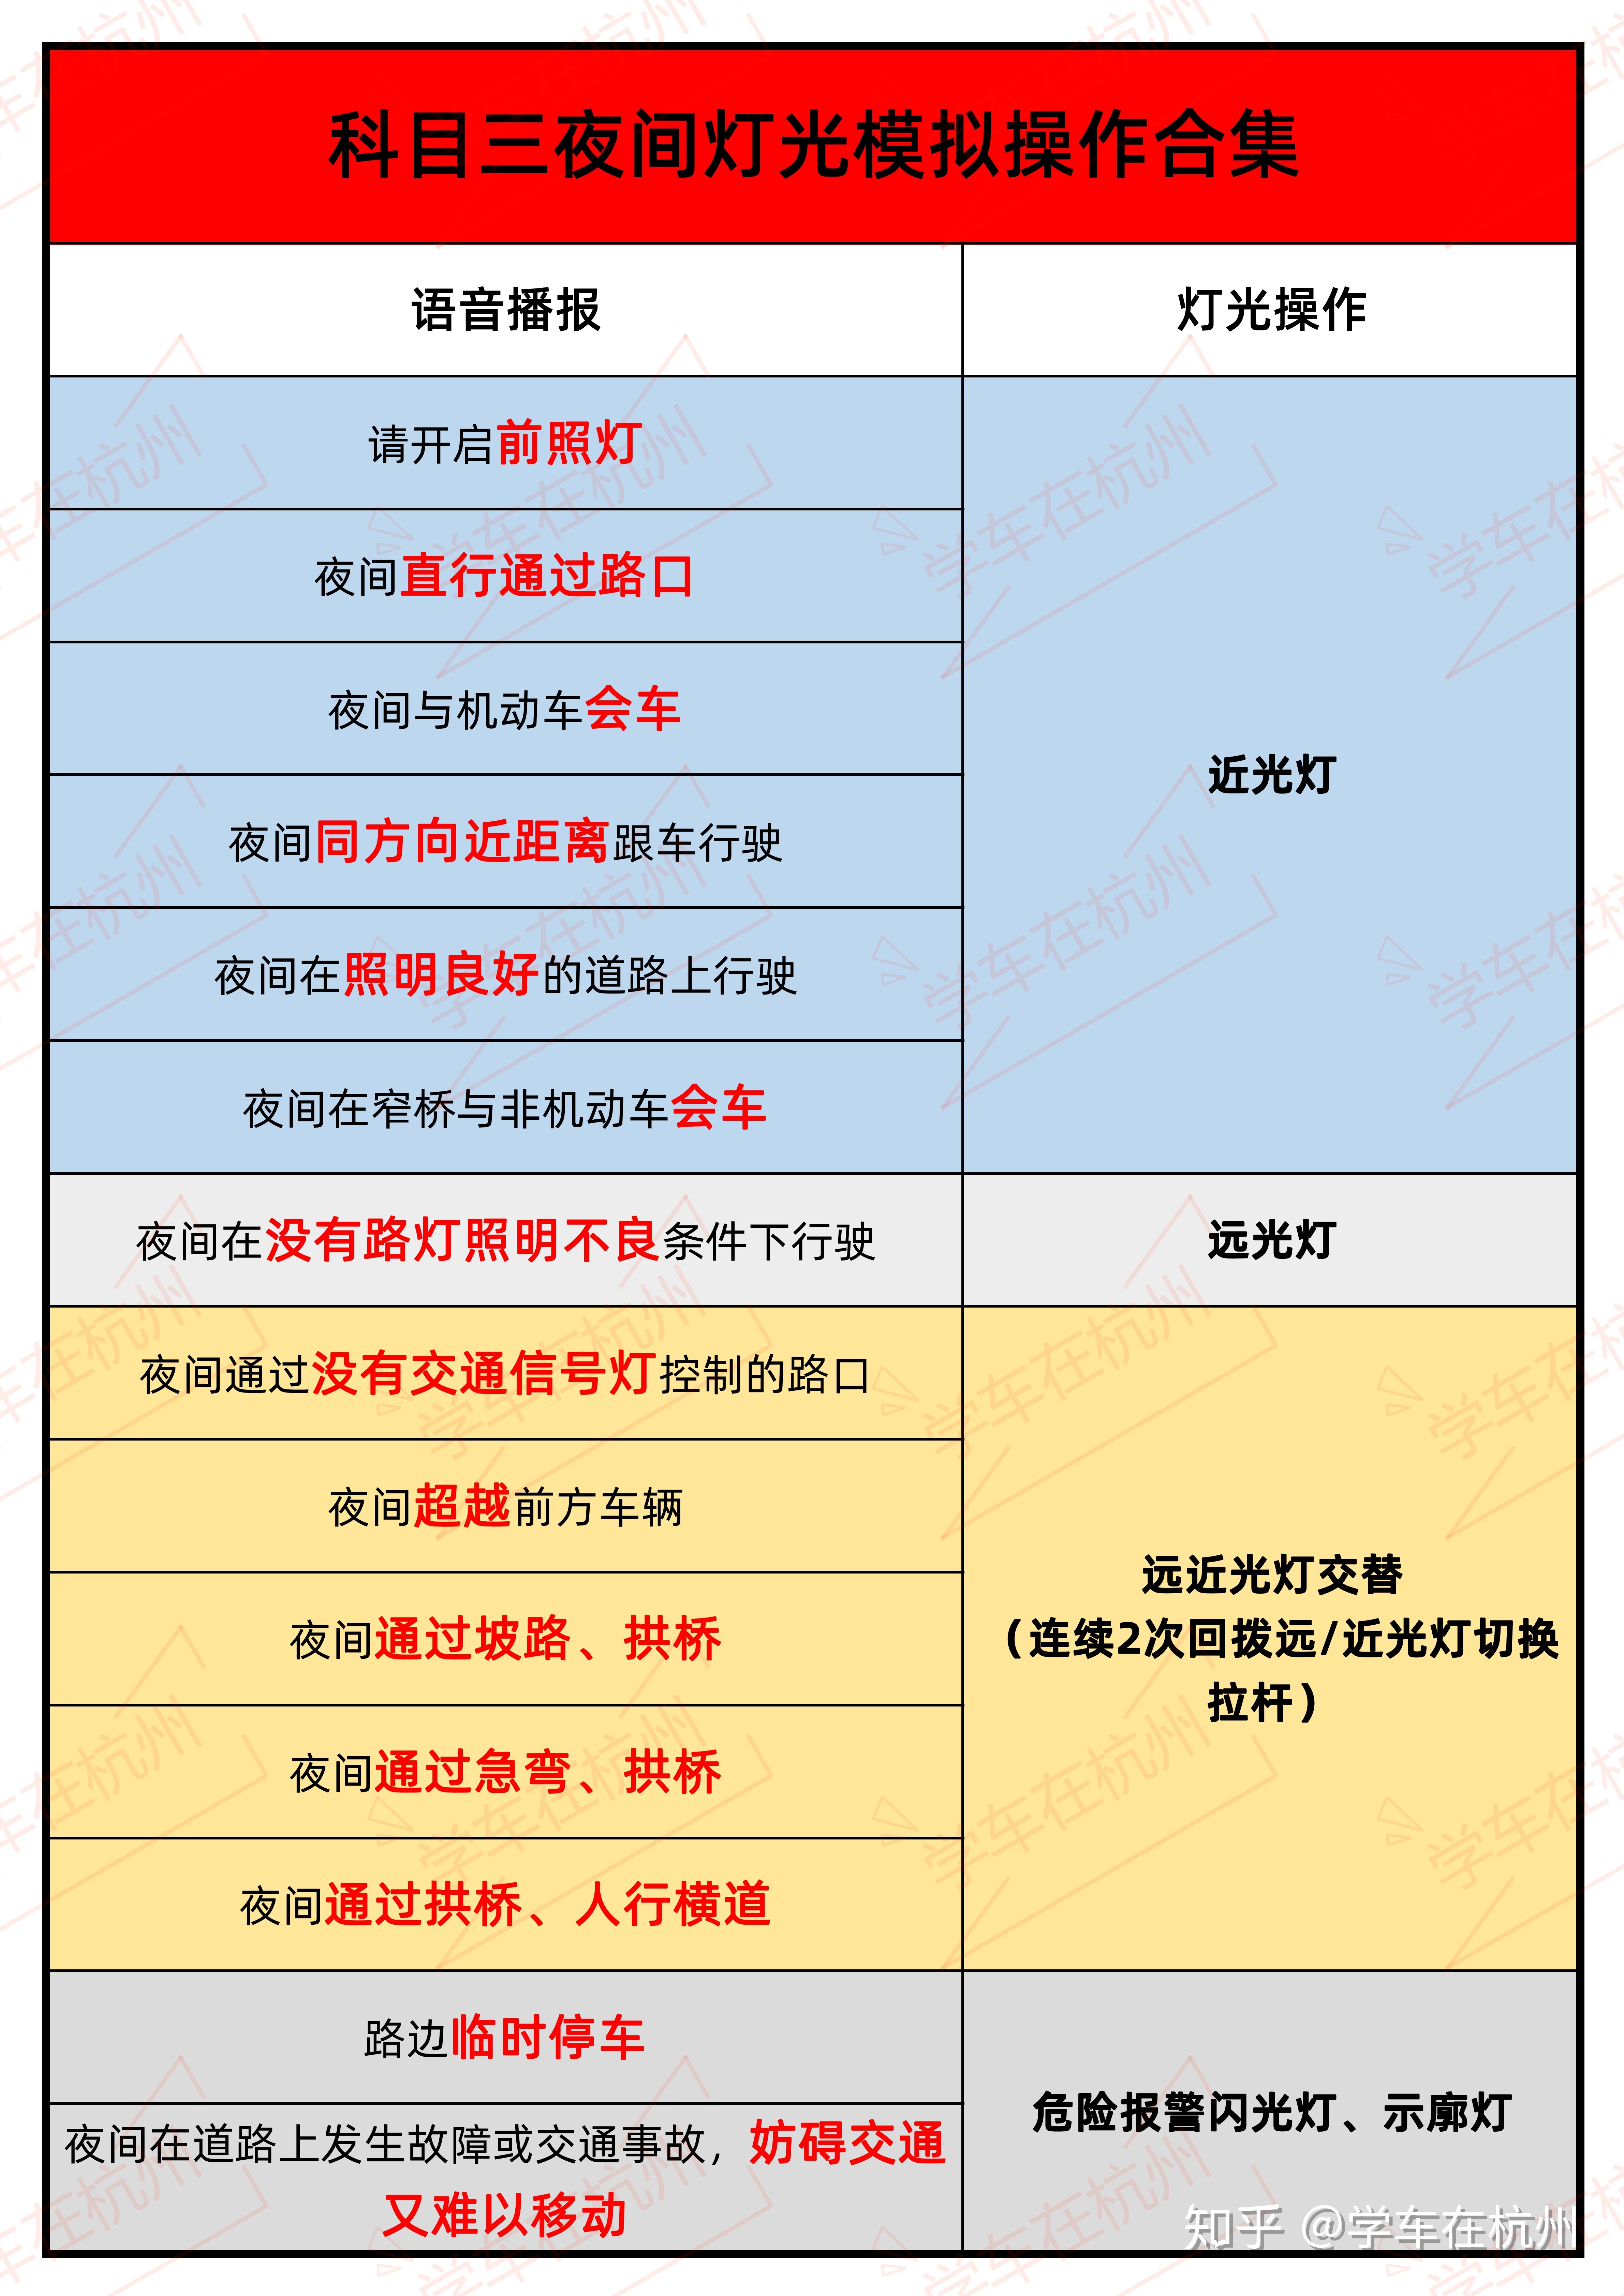 科目三夜间灯光模拟操作合集
语音播报
灯光操作
请开启前照灯
夜间直行通过路口
夜间与机动车会车
夜间同方向近距离跟车行驶
夜间在照明良好的道路上行驶
夜间在窄桥与非机动车会车
近光灯
夜间在没有路灯照明不良条件下行驶
远光灯
夜间通过没有交通信号灯控制的路口
夜间超越前方车辆
夜间通过坡路、拱桥
夜间通过急弯、拱桥
夜间通过拱桥、人行横道
远近光灯交替
（连续2次回拨远/近光灯切换
拉杆）
路边临时停车
夜间在道路上发生故障或交通事故，妨碍交通
又难以移动
危险报警闪光灯、示廓灯
知乎 @学车在杭州
学车在杭州